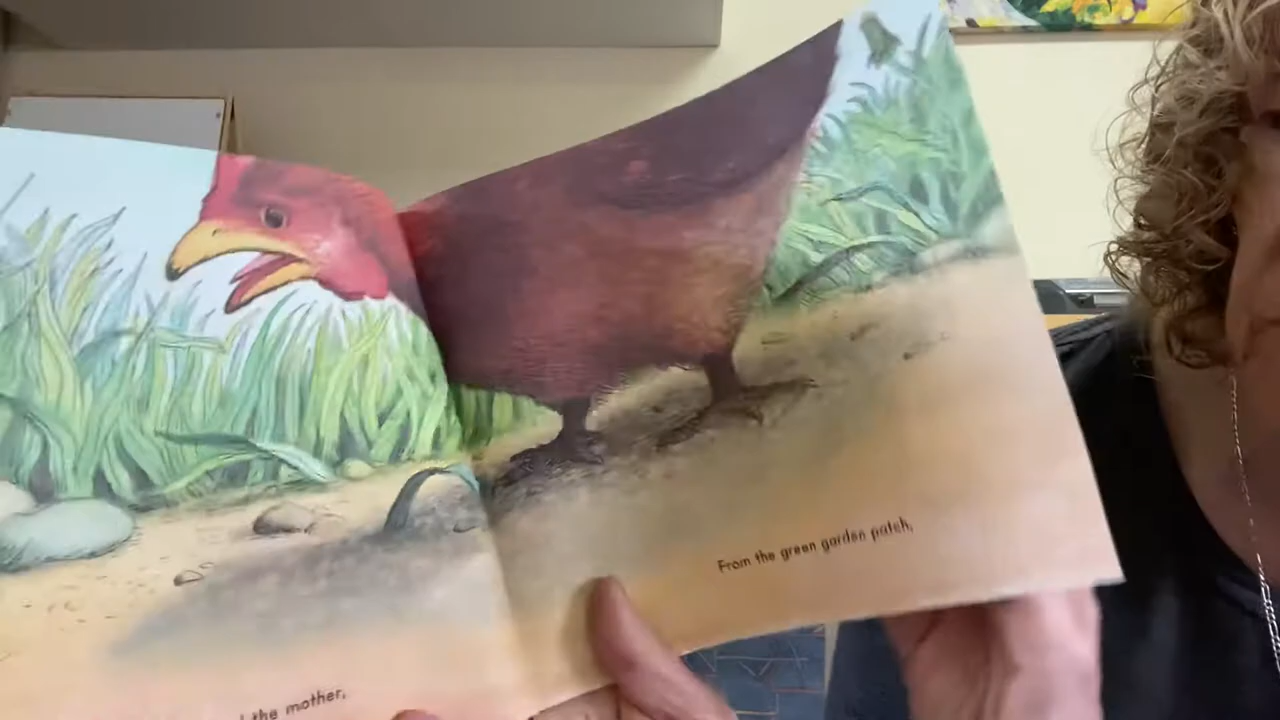 the mother,
From the green garden patch,